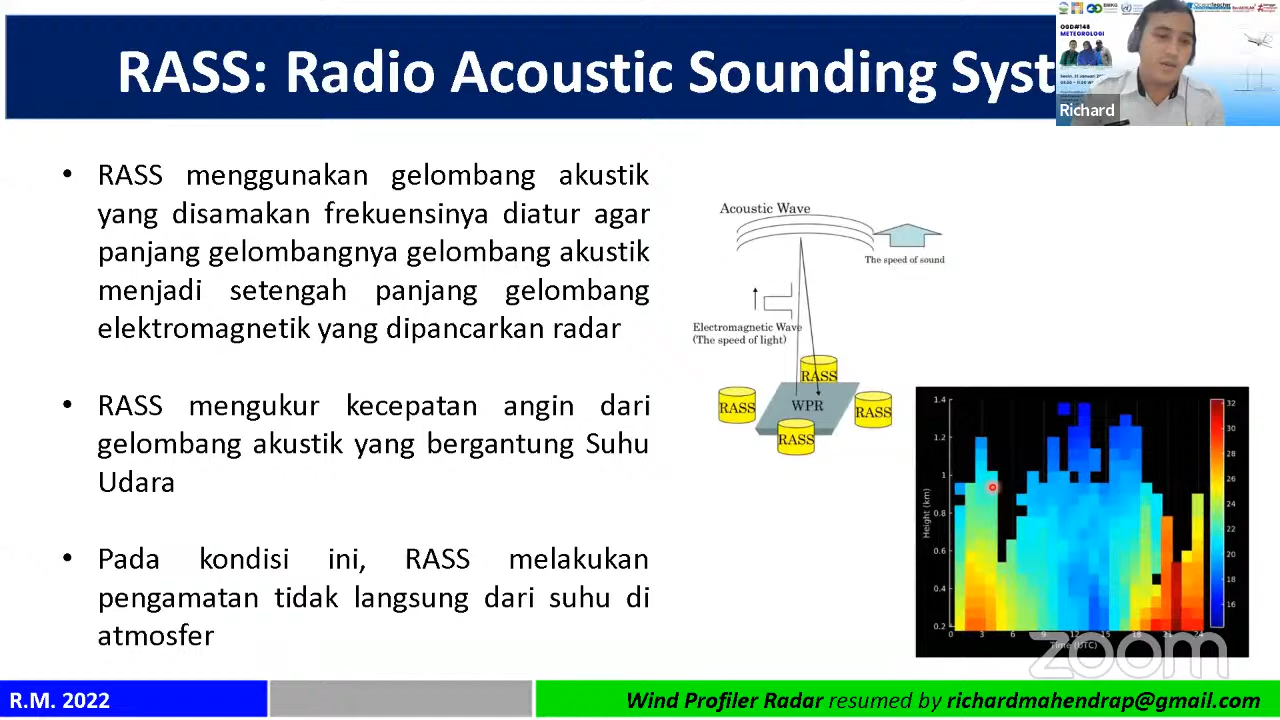 RASS: Radio Acoustic Sounding Syst
BMKG
OceanTeacher
OGD#148
METEOROLOGI
Richard
• RASS menggunakan gelombang akustik
yang disamakan frekuensinya diatur agar
panjang gelombangnya gelombang akustik
menjadi setengah panjang gelombang
elektromagnetik yang dipancarkan radar
• RASS mengukur kecepatan angin dari
gelombang akustik yang bergantung Suhu
Udara
• Pada kondisi ini, RASS melakukan
pengamatan tidak langsung dari suhu di
atmosfer
Acoustic Wave
The speed of sound
Electromagnetic Wave
(The speed of light)
RASS
RASS
WPR
RASS
RASS
1.4
1.2
1
0.8
0.6
0.4
0.2
Height (km)
0 3 6 9 12 15 18 21 24
Time (UTC)
32
30
28
26
24
22
20
18
16
zoom
R.M. 2022
Wind Profiler Radar resumed by richardmahendrap@gmail.com